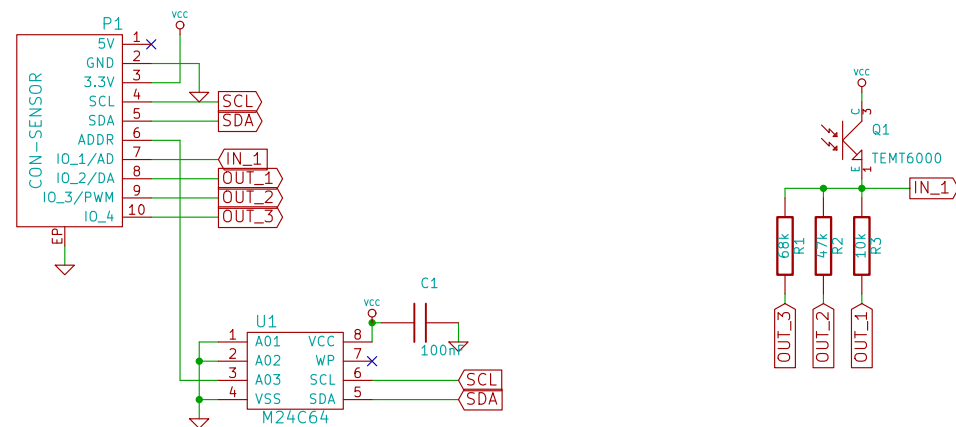 P1
VCC
CON-SENSOR
5V 1
GND 2
3.3V 3
SCL 4
SDA 5
ADDR 6
IO_1/AD 7
IO_2/DA 8
IO_3/PWM 9
IO_4 10
EP
SCL
SDA
IN_1
OUT_1
OUT_2
OUT_3
U1
1 A01
2 A02
3 A03
4 VSS
VCC 8
WP 7
SCL 6
SDA 5
M24C64
VCC
C1
100nF
SCL
SDA
VCC
C 3
Q1
TEMT6000
E 1
IN_1
68k R1
47k R2
10k R3
OUT_3
OUT_2
OUT_1